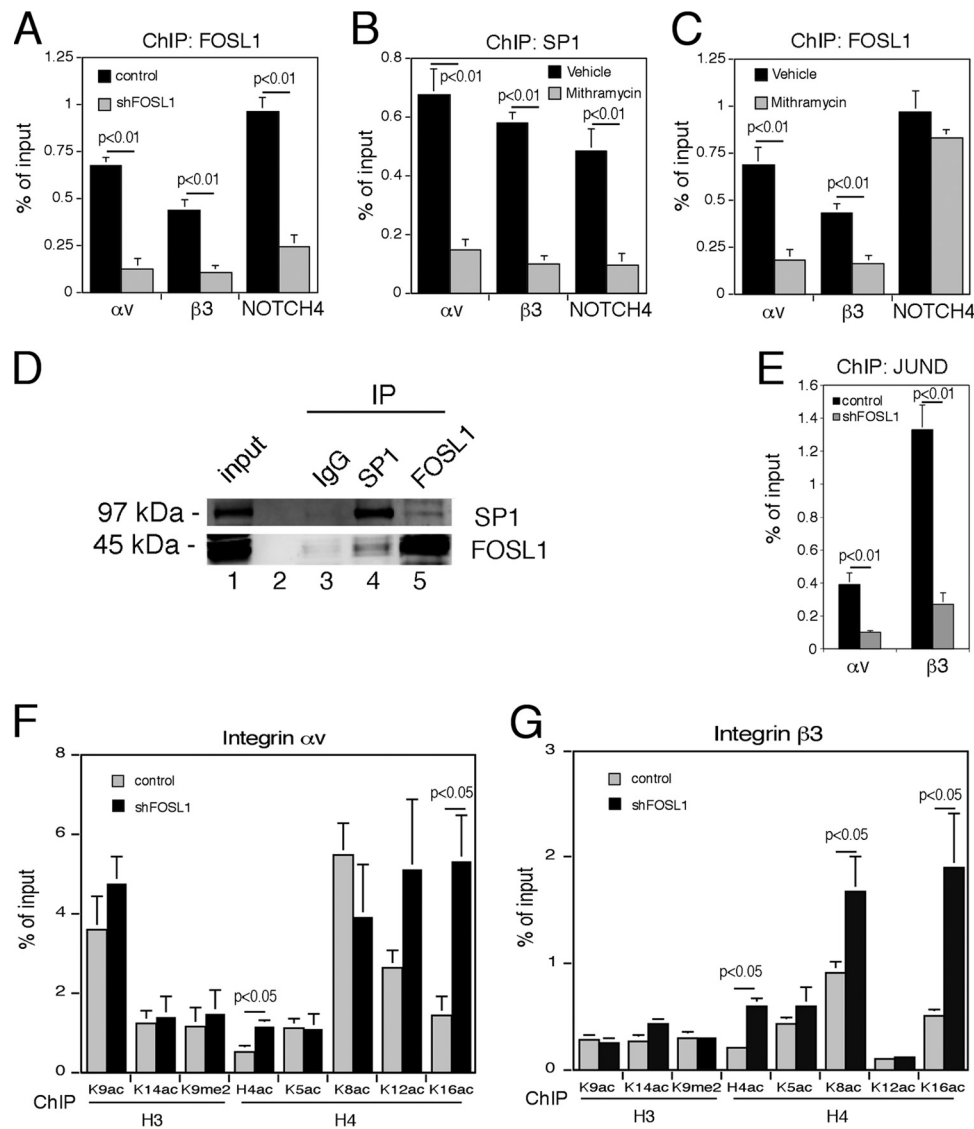 A
ChIP: FOSL1
% of input
1.25
1
0.75
0.5
0.25
0
control
shFOSL1
p<0.01
p<0.01
p<0.01
αv
β3
NOTCH4
B
ChIP: SP1
% of input
0.8
0.6
0.4
0.2
0
Vehicle
Mithramycin
p<0.01
p<0.01
p<0.01
αv
β3
NOTCH4
C
ChIP: FOSL1
% of input
1.25
1
0.75
0.5
0.25
0
Vehicle
Mithramycin
p<0.01
p<0.01
αv
β3
NOTCH4
D
IP
input
IgG
SP1
FOSL1
97 kDa -
SP1
45 kDa -
FOSL1
1 2 3 4 5
E
ChIP: JUND
% of input
1.6
1.4
1.2
1
0.8
0.6
0.4
0.2
0
control
shFOSL1
p<0.01
p<0.01
αv
β3
F
Integrin αv
% of input
8
6
4
2
0
control
shFOSL1
p<0.05
p<0.05
K9ac K14ac K9me2 H4ac K5ac K8ac K12ac K16ac
ChIP
H3
H4
G
Integrin β3
% of input
3
2
1
0
control
shFOSL1
p<0.05
p<0.05
p<0.05
K9ac K14ac K9me2 H4ac K5ac K8ac K12ac K16ac
ChIP
H3
H4